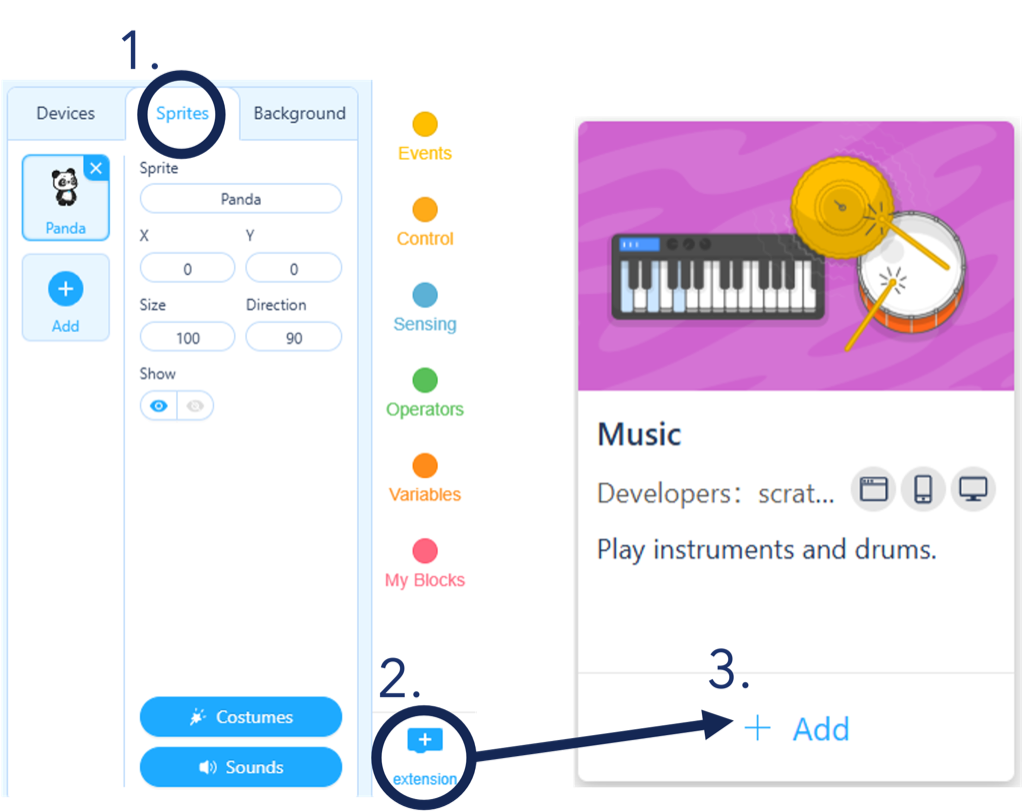 1.
Devices
Sprites
Background
Panda
Add
Sprite
Panda
X Y
0 0
Size Direction
100 90
Show
Costumes
Sounds
Events
Control
Sensing
Operators
Variables
My Blocks
2.
extension
Music
Developers: scrat...
Play instruments and drums.
3.
+ Add